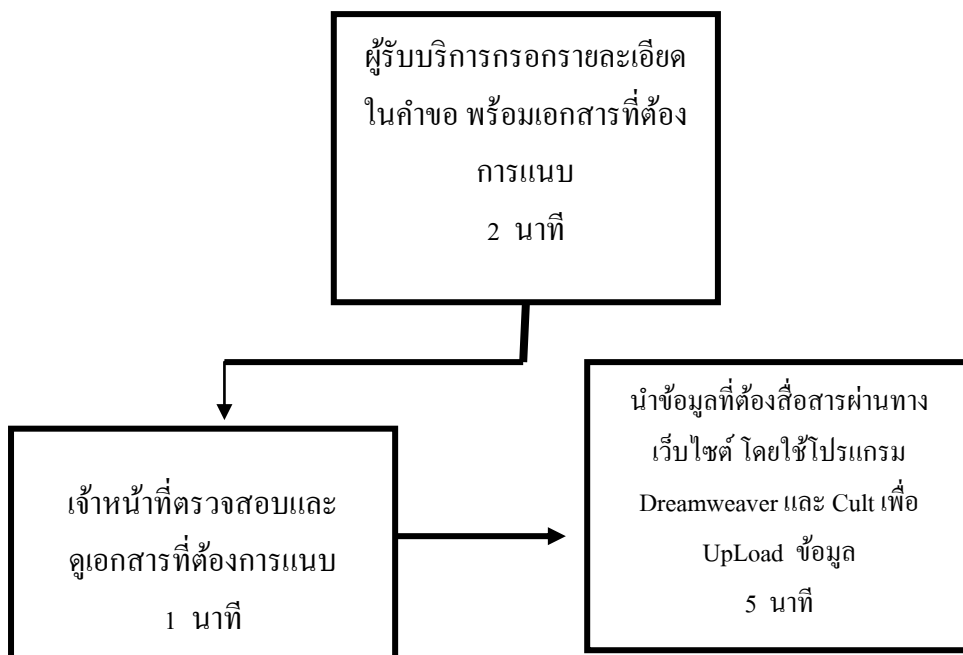 ผู้รับบริการกรอกรายละเอียด
ในคำขอ พร้อมเอกสารที่ต้อง
การแนบ
2 นาที
เจ้าหน้าที่ตรวจสอบและ
ดูเอกสารที่ต้องการแนบ
1 นาที
นำข้อมูลที่ต้องสื่อสารผ่านทาง
เว็บไซต์ โดยใช้โปรแกรม
Dreamweaver และ Cult เพื่อ
UpLoad ข้อมูล
5 นาที